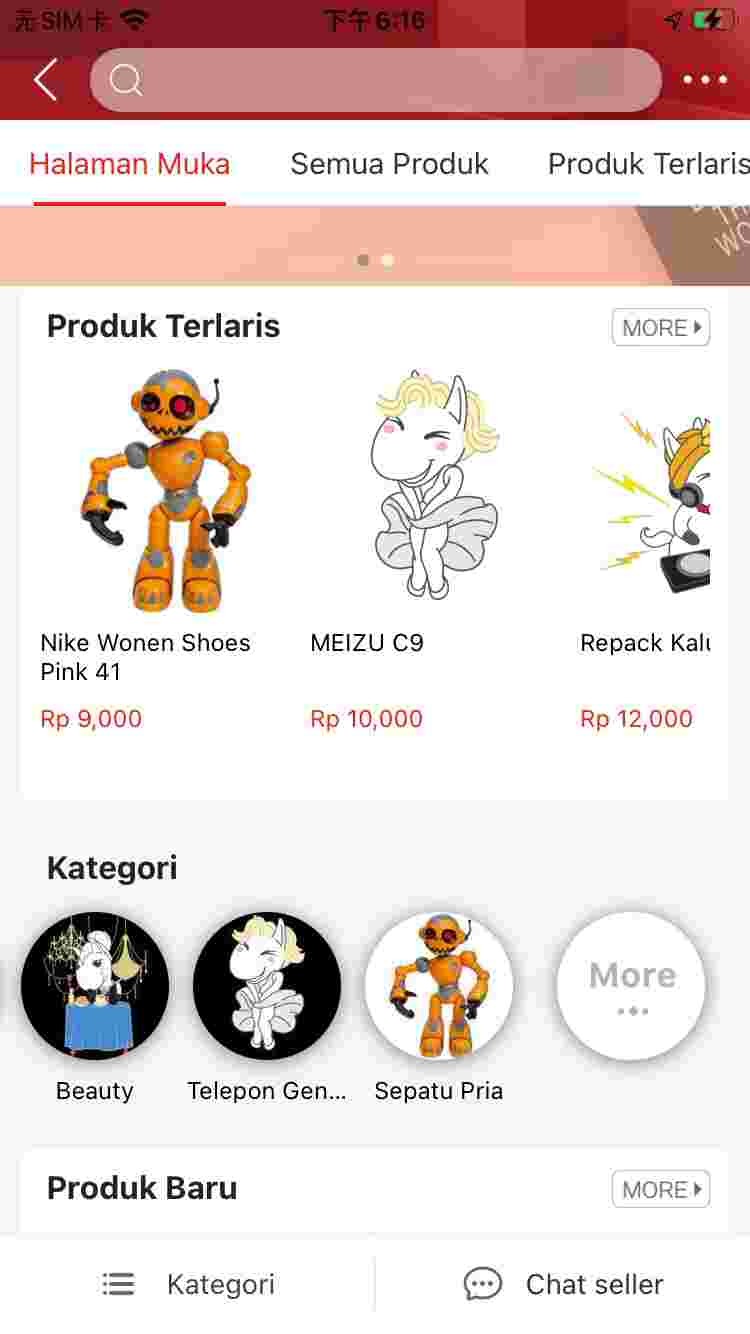 无SIM卡
下午6:16
Halaman Muka
Semua Produk
Produk Terlaris
Produk Terlaris
MORE
Nike Wonen Shoes
Pink 41
Rp 9,000
MEIZU C9
Rp 10,000
Repack Kalu
Rp 12,000
Kategori
More
Beauty
Telepon Gen...
Sepatu Pria
Produk Baru
MORE
Kategori
Chat seller